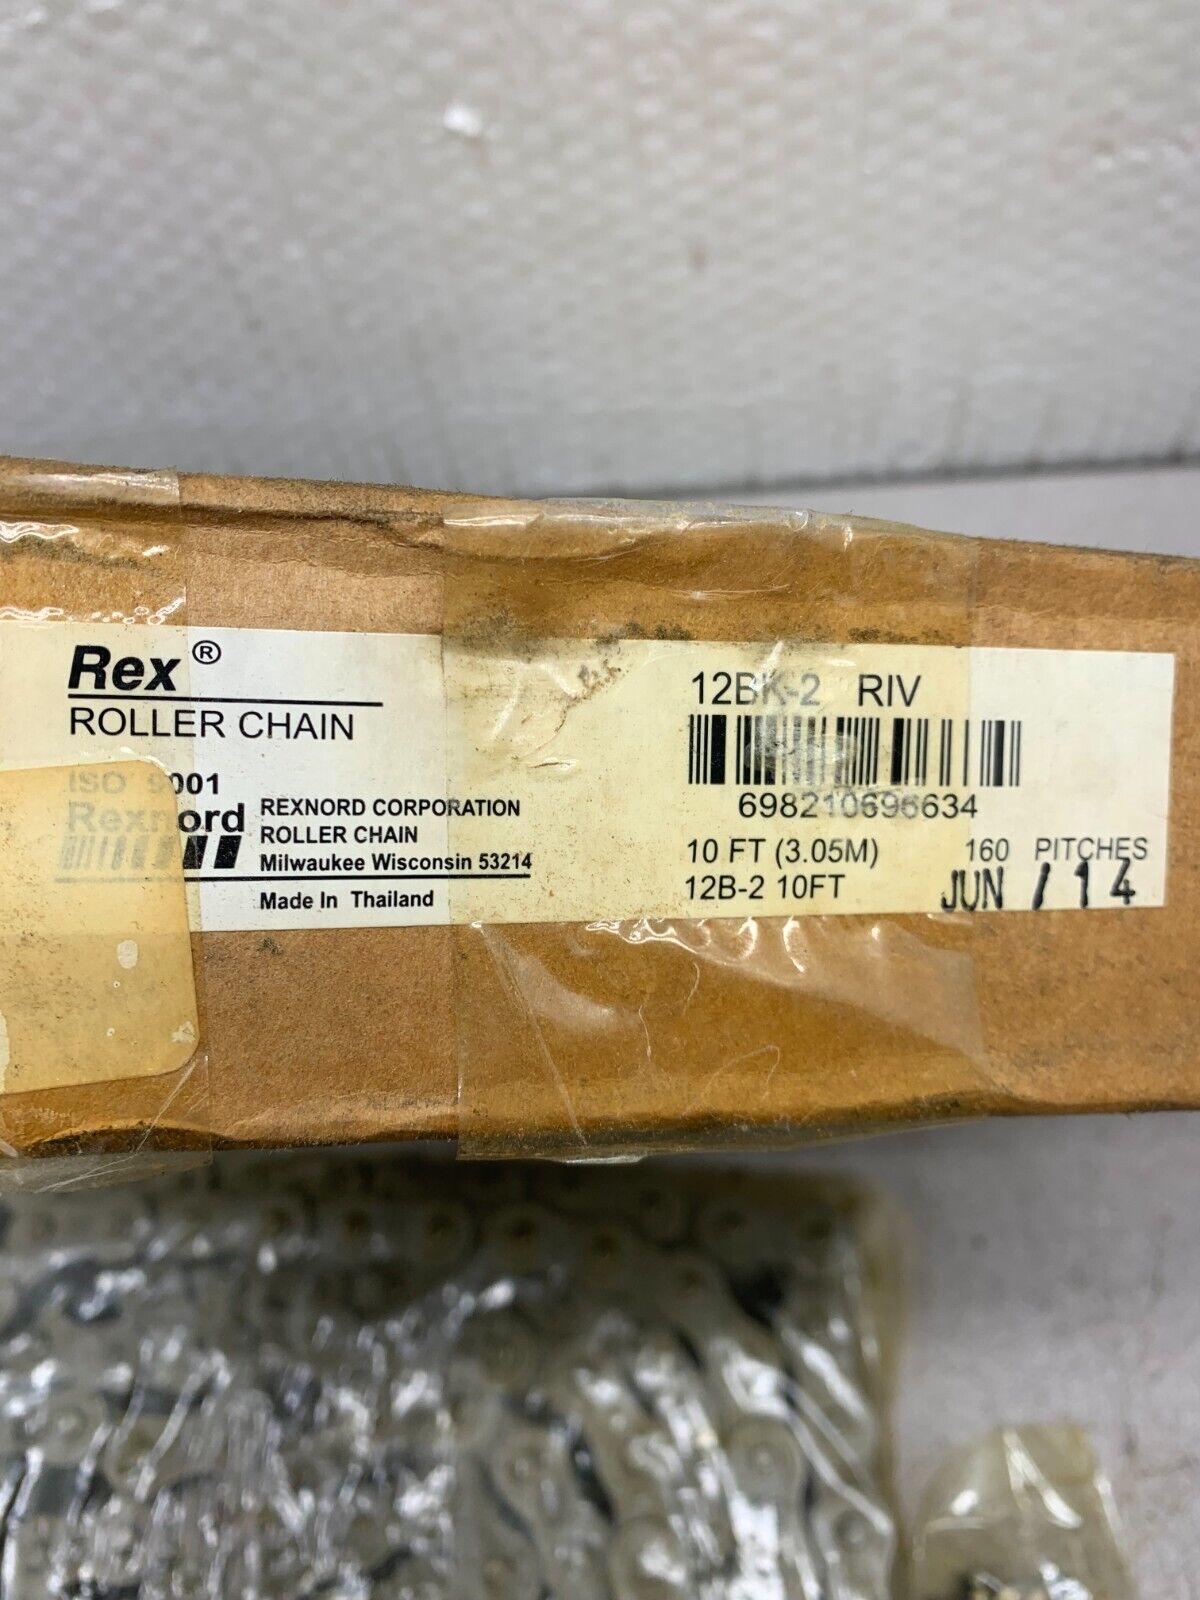 Rex®
ROLLER CHAIN
ISO 9001
Rexnord
REXNORD CORPORATION
ROLLER CHAIN
Milwaukee Wisconsin 53214
Made In Thailand
12BK-2 RIV
698210696634
10 FT (3.05M) 160 PITCHES
12B-2 10FT JUN / 14